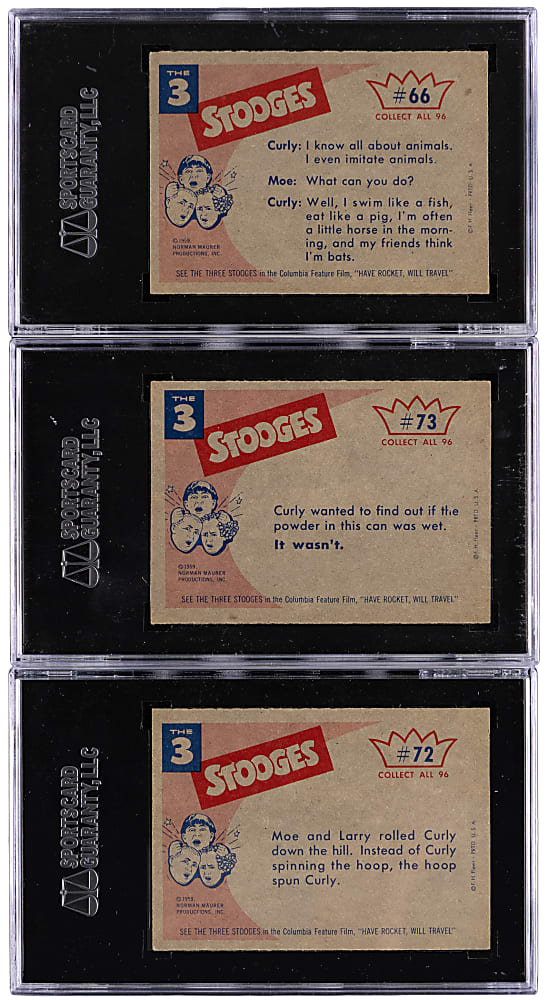 SPORTSCARD
GUARANTY, LLC
THE
3
STOOGES
#66
COLLECT ALL 96
Curly: I know all about animals.
I even imitate animals.
Moe: What can you do?
Curly: Well, I swim like a fish,
eat like a pig, I'm often
a little horse in the morn-
ing, and my friends think
I'm bats.
©1959,
NORMAN MAURER
PRODUCTIONS, INC.
©F.H. Fleer- PRTD. U.S.A.
SEE THE THREE STOOGES in the Columbia Feature Film, "HAVE ROCKET, WILL TRAVEL"
SPORTSCARD
GUARANTY, LLC
THE
3
STOOGES
#73
COLLECT ALL 96
Curly wanted to find out if the
powder in this can was wet.
It wasn't.
©1959,
NORMAN MAURER
PRODUCTIONS, INC.
©F.H. Fleer- PRTD. U.S.A.
SEE THE THREE STOOGES in the Columbia Feature Film, "HAVE ROCKET, WILL TRAVEL"
SPORTSCARD
GUARANTY, LLC
THE
3
STOOGES
#72
COLLECT ALL 96
Moe and Larry rolled Curly
down the hill. Instead of Curly
spinning the hoop, the hoop
spun Curly.
©1959,
NORMAN MAURER
PRODUCTIONS, INC.
©F.H. Fleer- PRTD. U.S.A.
SEE THE THREE STOOGES in the Columbia Feature Film, "HAVE ROCKET, WILL TRAVEL"